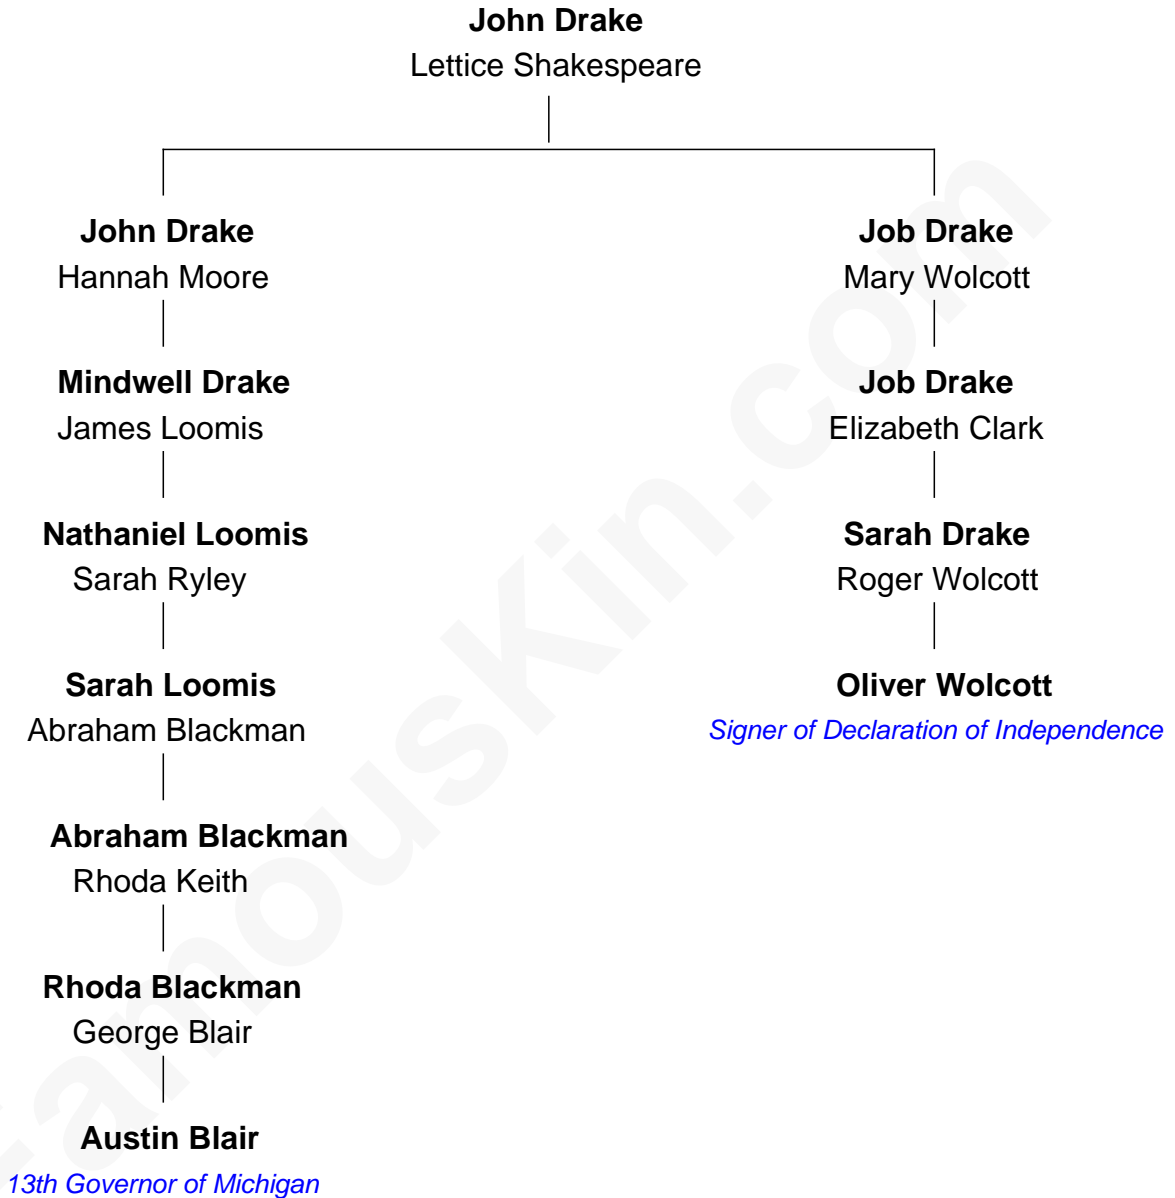 John Drake
Lettice Shakespeare
John Drake
Hannah Moore
Mindwell Drake
James Loomis
Nathaniel Loomis
Sarah Ryley
Sarah Loomis
Abraham Blackman
Abraham Blackman
Rhoda Keith
Rhoda Blackman
George Blair
Austin Blair
13th Governor of Michigan
Job Drake
Mary Wolcott
Job Drake
Elizabeth Clark
Sarah Drake
Roger Wolcott
Oliver Wolcott
Signer of Declaration of Independence
FamousKin.com